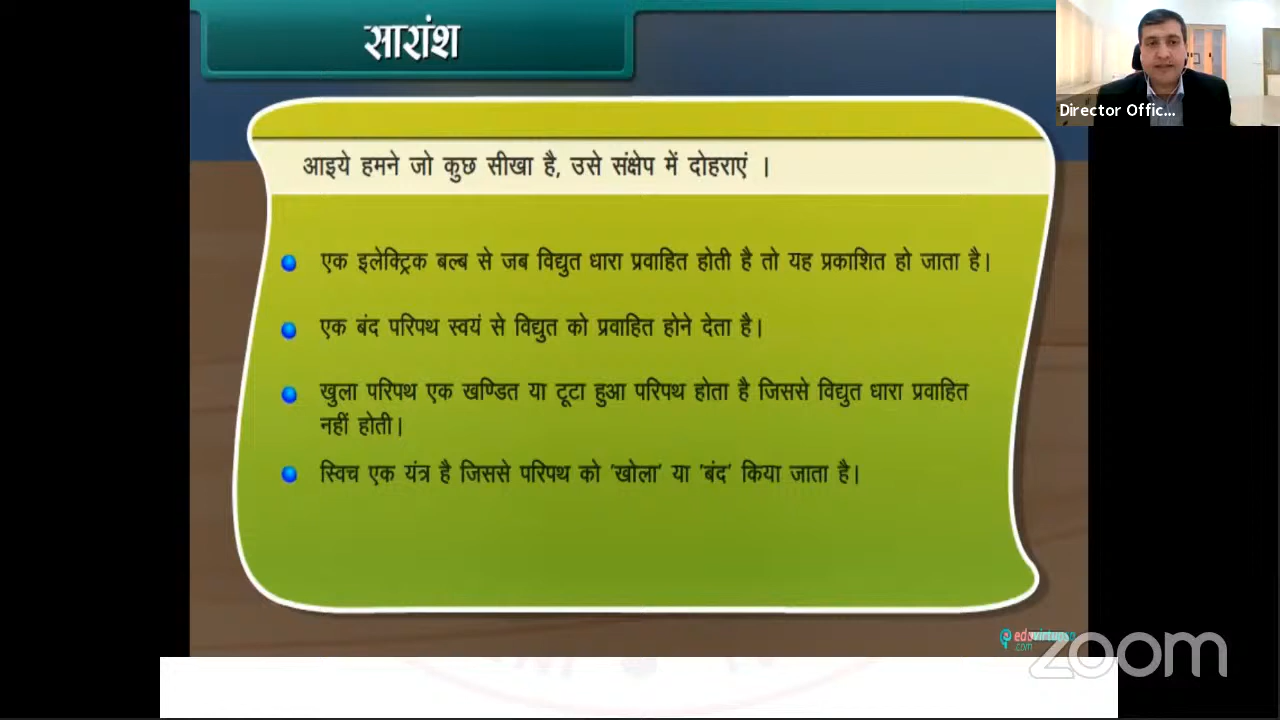 सारांश
Director Offic...
आइये हमने जो कुछ सीखा है, उसे संक्षेप में दोहराएं ।
एक इलेक्ट्रिक बल्ब से जब विद्युत धारा प्रवाहित होती है तो यह प्रकाशित हो जाता है।
एक बंद परिपथ स्वयं से विद्युत को प्रवाहित होने देता है।
खुला परिपथ एक खण्डित या टूटा हुआ परिपथ होता है जिससे विद्युत धारा प्रवाहित
नहीं होती।
स्विच एक यंत्र है जिससे परिपथ को 'खोला' या 'बंद' किया जाता है।
.com
zoom